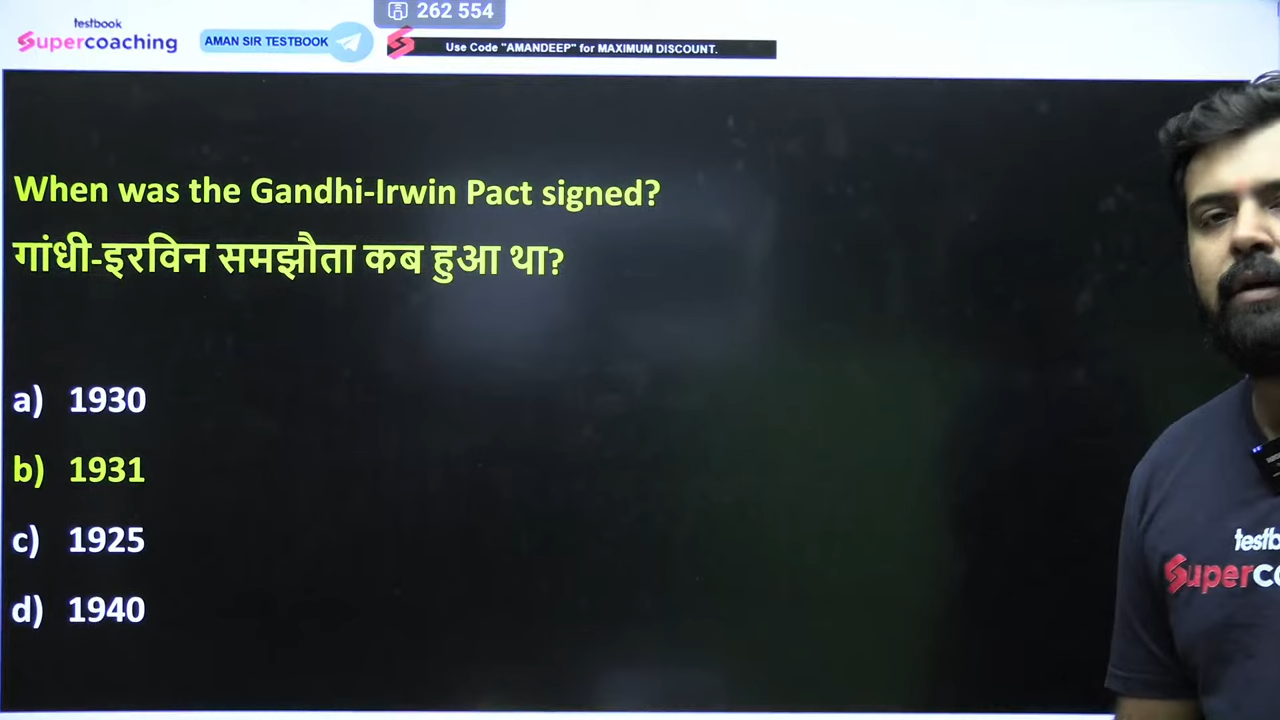 testbook
Supercoaching
AMAN SIR TESTBOOK
262 554
Use Code "AMANDEEP" for MAXIMUM DISCOUNT.
When was the Gandhi-Irwin Pact signed?
गांधी-इरविन समझौता कब हुआ था?
a) 1930
b) 1931
c) 1925
d) 1940